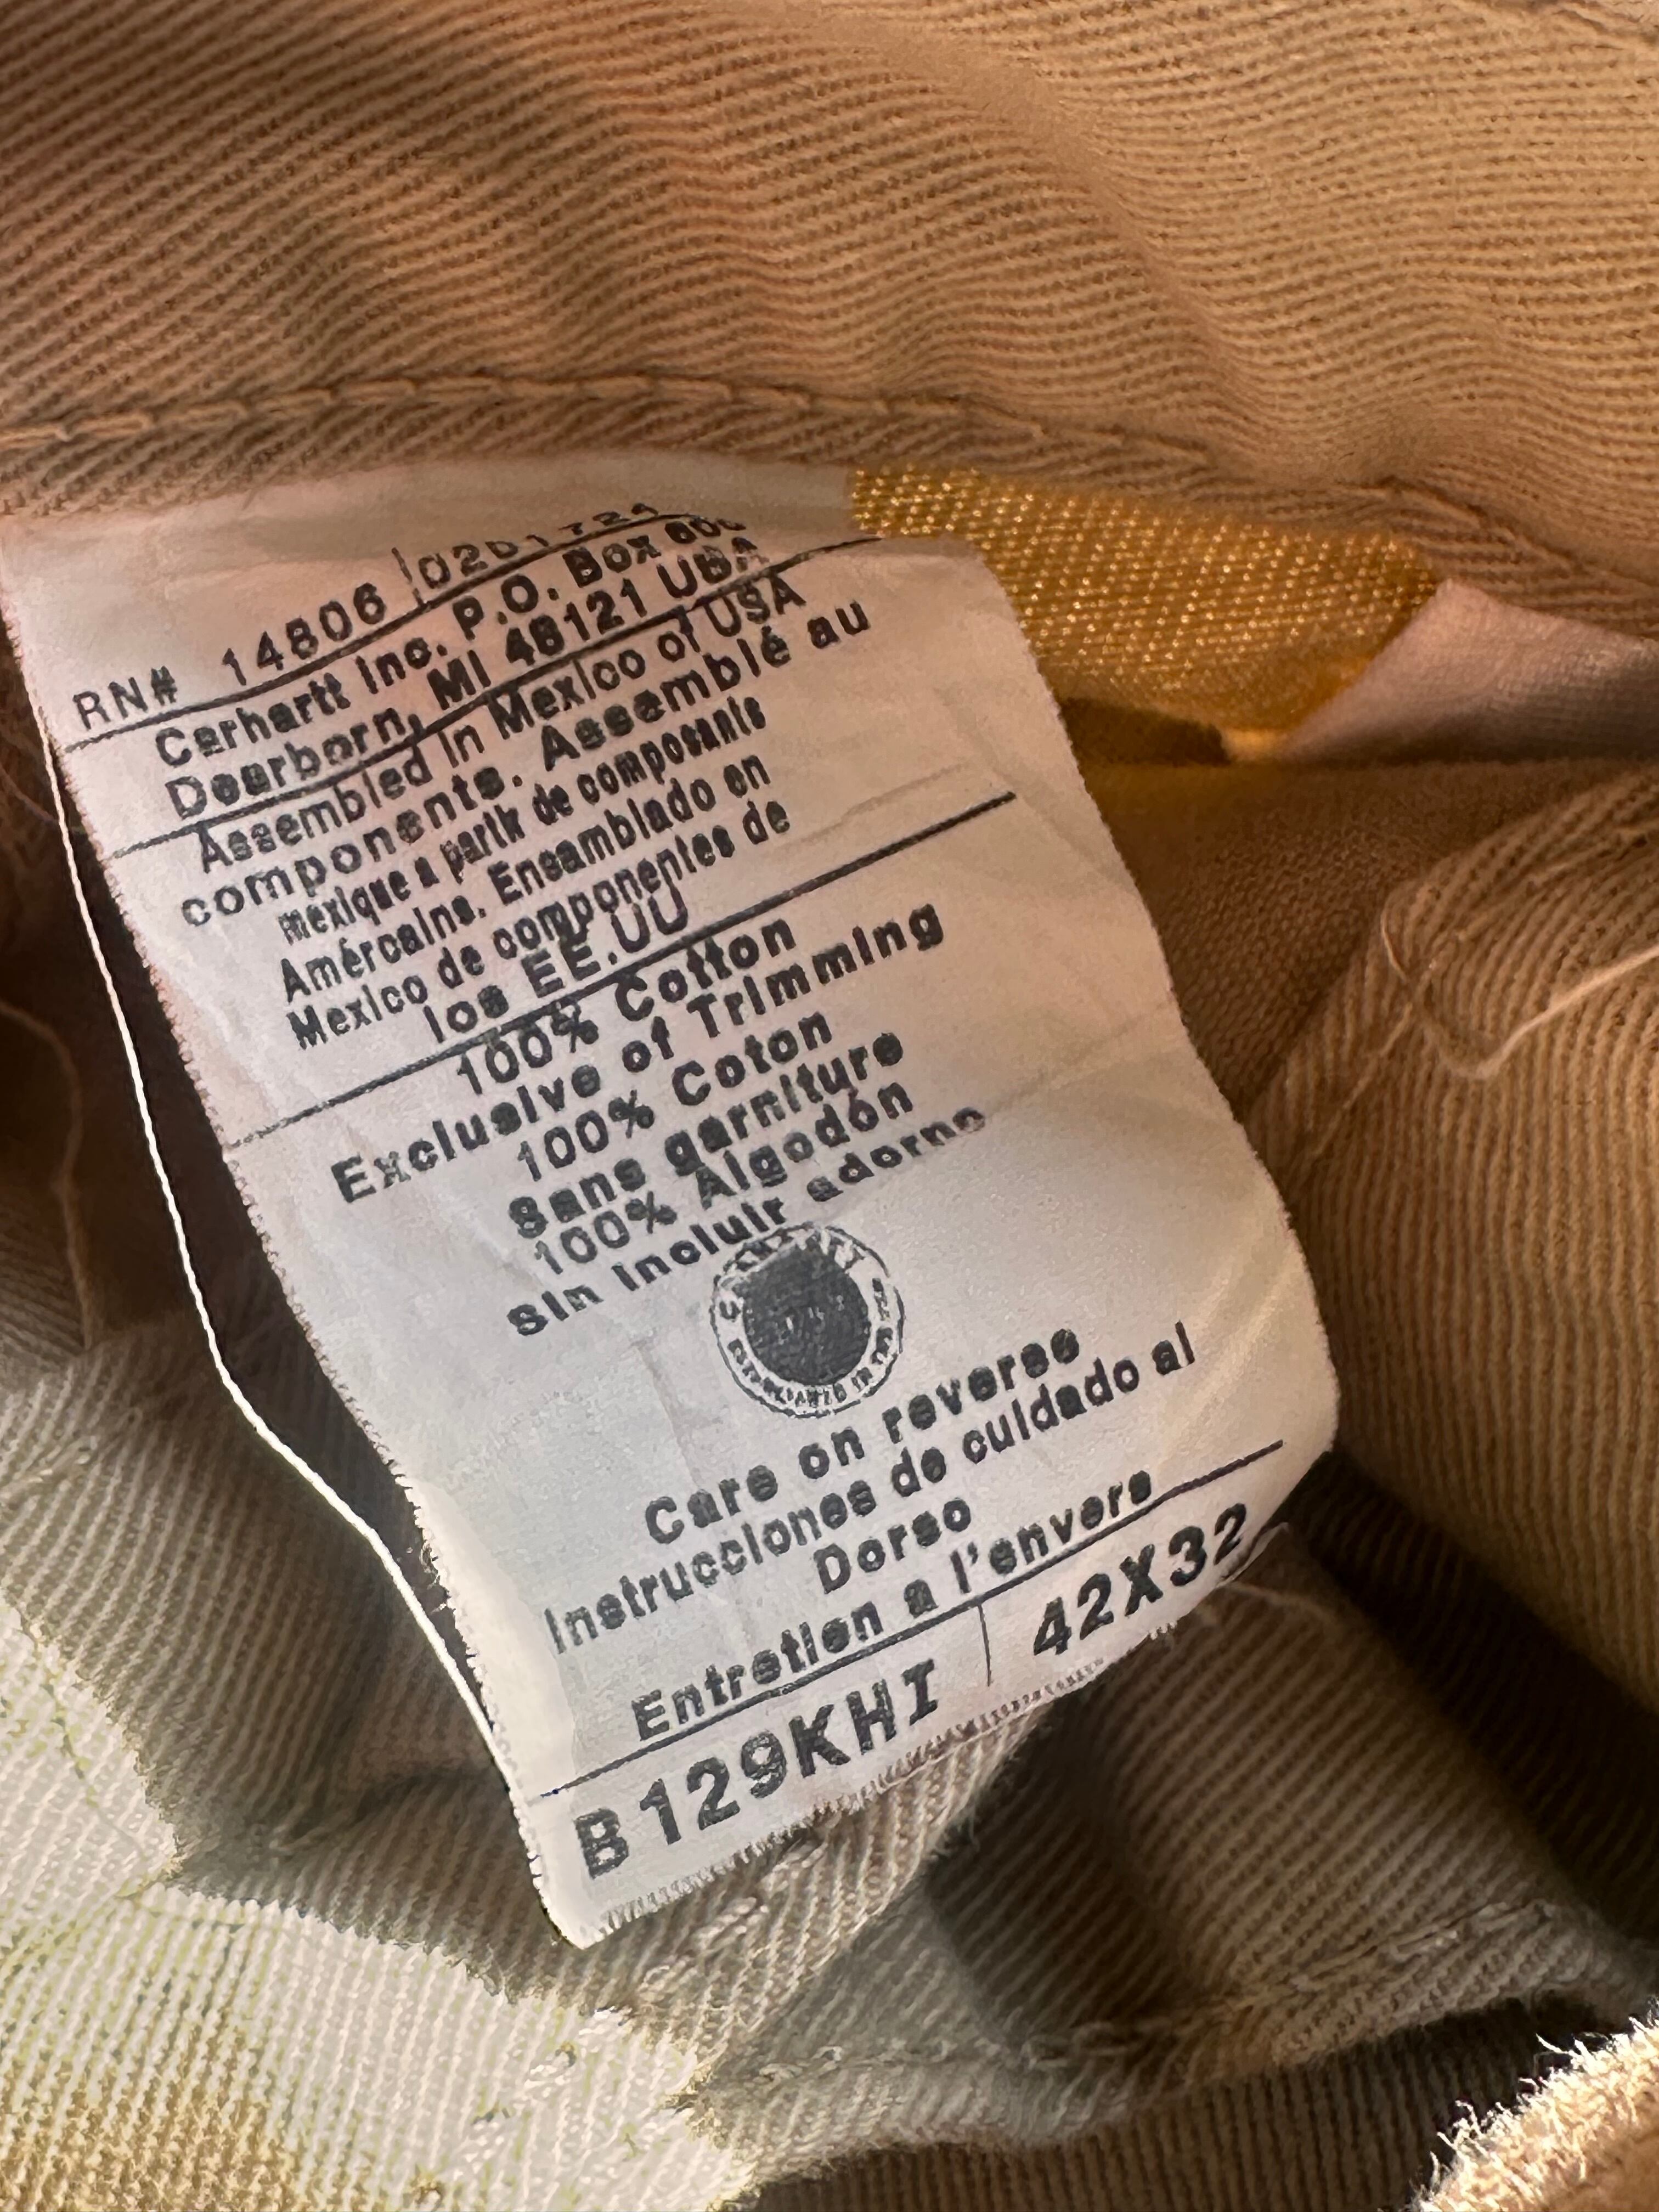 RN# 14806
Carhartt Inc. P.O. Box 600
Dearborn, MI 48121 USA
Assembled in Mexico of USA
components. Assemblé au
mexique a partir de composants
Amércains. Ensamblado en
Mexico de componentes de
los EE.UU
100% Cotton
Exclusive of Trimming
100% Coton
Sans garniture
100% Algodón
Sin incluir adorno
Care on reverse
Instrucciones de cuidado al
Dorso
Entretien a l'envers
B129KHI 42X32